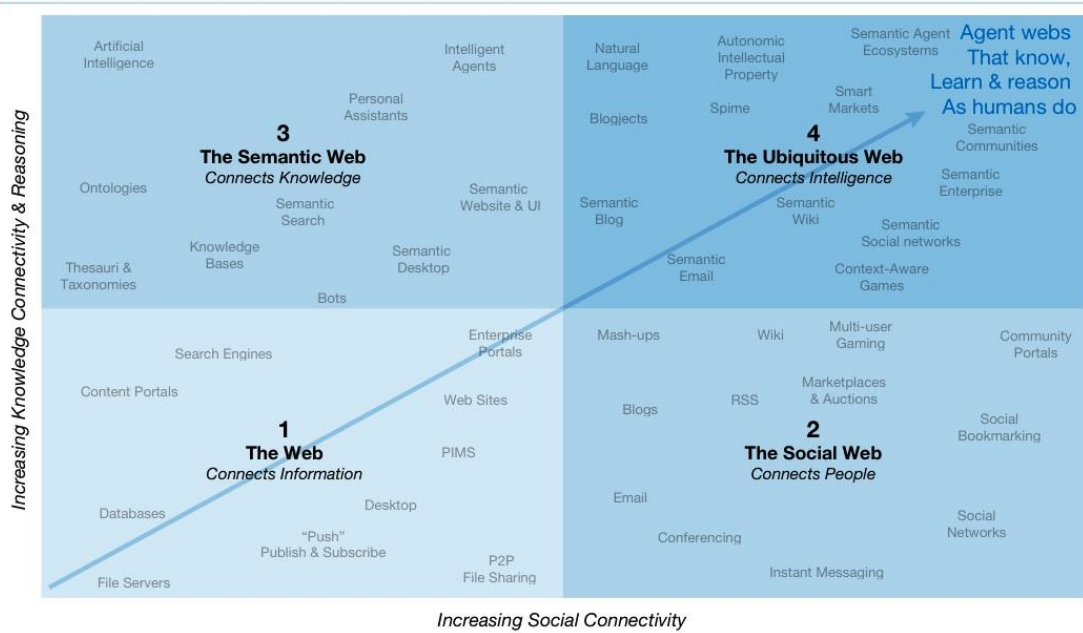 Increasing Knowledge Connectivity & Reasoning
Artificial
Intelligence
Intelligent
Agents
Personal
Assistants
3
The Semantic Web
Connects Knowledge
Ontologies
Semantic
Search
Semantic
Website & UI
Knowledge
Bases
Semantic
Desktop
Thesauri &
Taxonomies
Bots
Natural
Language
Autonomic
Intellectual
Property
Semantic Agent
Ecosystems
Agent webs
That know,
Learn & reason
As humans do
Blogjects
Spime
Smart
Markets
4
The Ubiquitous Web
Connects Intelligence
Semantic
Communities
Semantic
Enterprise
Semantic
Blog
Semantic
Wiki
Semantic
Social networks
Semantic
Email
Context-Aware
Games
Search Engines
Enterprise
Portals
Content Portals
Web Sites
1
The Web
Connects Information
PIMS
Databases
Desktop
“Push”
Publish & Subscribe
File Servers
P2P
File Sharing
Mash-ups
Wiki
Multi-user
Gaming
Community
Portals
Blogs
RSS
Marketplaces
& Auctions
2
The Social Web
Connects People
Social
Bookmarking
Email
Conferencing
Social
Networks
Instant Messaging
Increasing Social Connectivity